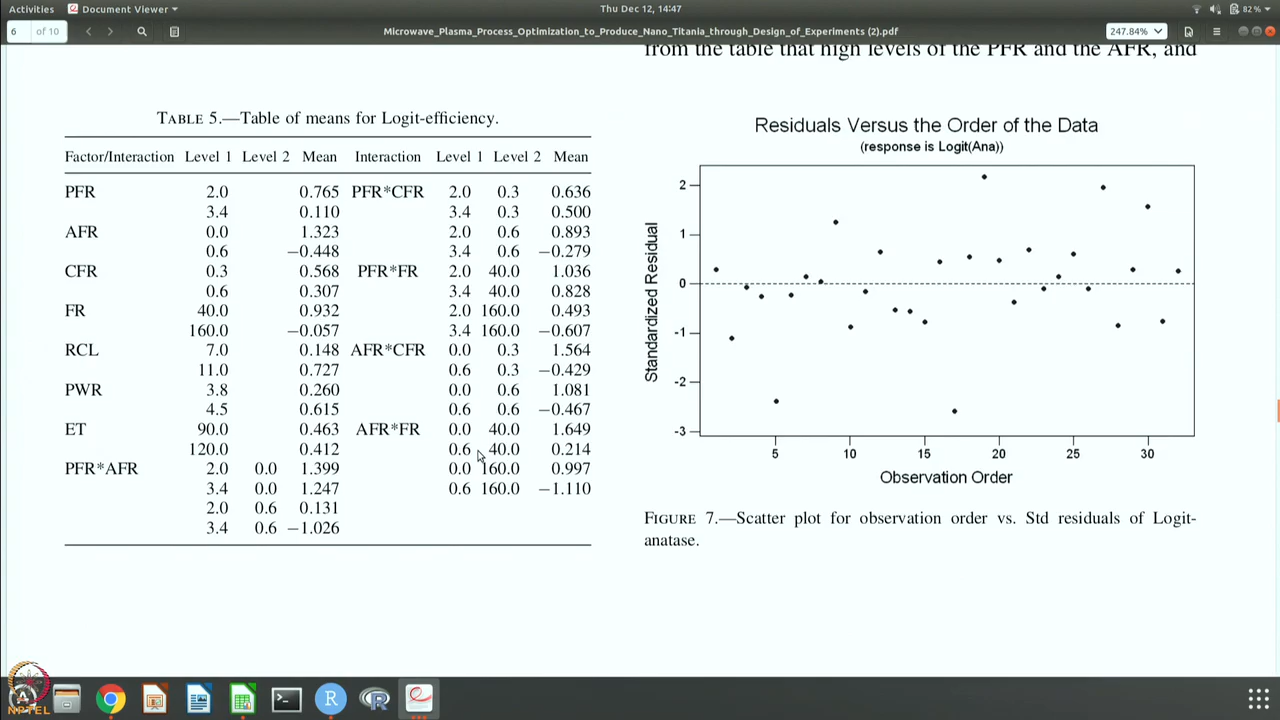 Activities Document Viewer Thu Dec 12, 14:47 82%
6 of 10 Microwave_Plasma_Process_Optimization_to_Produce_Nano_Titania_through_Design_of_Experiments (2).pdf 247.84%
from the table that high levels of the PFR and the AFR, and
TABLE 5.—Table of means for Logit-efficiency.
Factor/Interaction Level 1 Level 2 Mean Interaction Level 1 Level 2 Mean
PFR 2.0 0.765 PFR*CFR 2.0 0.3 0.636
3.4 0.110 3.4 0.3 0.500
AFR 0.0 1.323 2.0 0.6 0.893
0.6 −0.448 3.4 0.6 −0.279
CFR 0.3 0.568 PFR*FR 2.0 40.0 1.036
0.6 0.307 3.4 40.0 0.828
FR 40.0 0.932 2.0 160.0 0.493
160.0 −0.057 3.4 160.0 −0.607
RCL 7.0 0.148 AFR*CFR 0.0 0.3 1.564
11.0 0.727 0.6 0.3 −0.429
PWR 3.8 0.260 0.0 0.6 1.081
4.5 0.615 0.6 0.6 −0.467
ET 90.0 0.463 AFR*FR 0.0 40.0 1.649
120.0 0.412 0.6 40.0 0.214
PFR*AFR 2.0 0.0 1.399 0.0 160.0 0.997
3.4 0.0 1.247 0.6 160.0 −1.110
2.0 0.6 0.131
3.4 0.6 −1.026
Residuals Versus the Order of the Data
(response is Logit(Ana))
Standardized Residual
2
1
0
-1
-2
-3
5 10 15 20 25 30
Observation Order
FIGURE 7.—Scatter plot for observation order vs. Std residuals of Logit-
anatase.
NPTEL